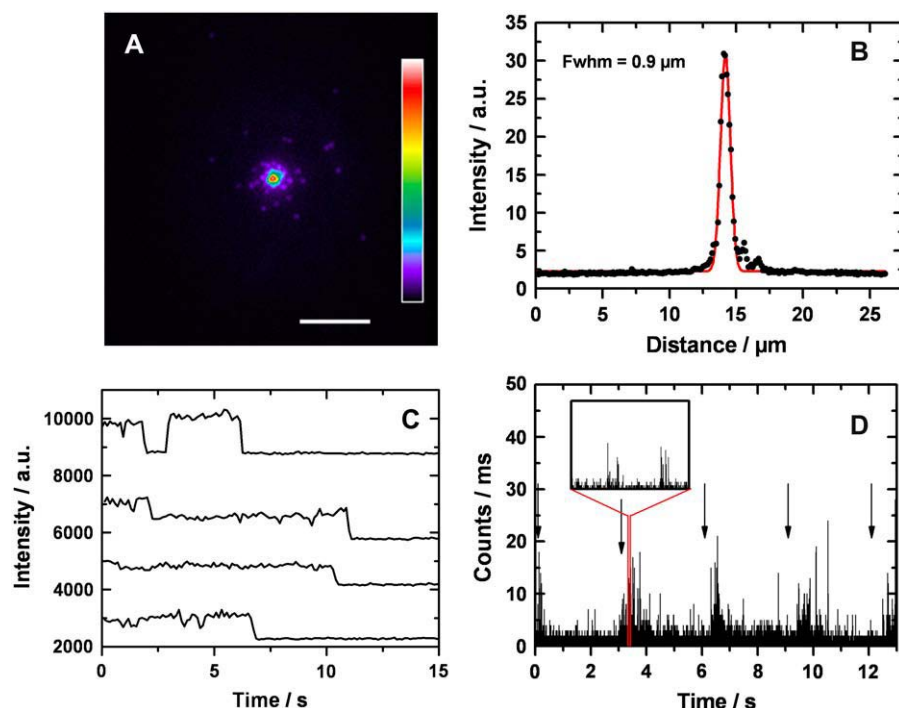 A
B
Fwhm = 0.9 µm
Intensity / a.u.
35
30
25
20
15
10
5
0
0 5 10 15 20 25
Distance / µm
C
Intensity / a.u.
10000
8000
6000
4000
2000
0 5 10 15
Time / s
D
Counts / ms
50
40
30
20
10
0
0 2 4 6 8 10 12
Time / s